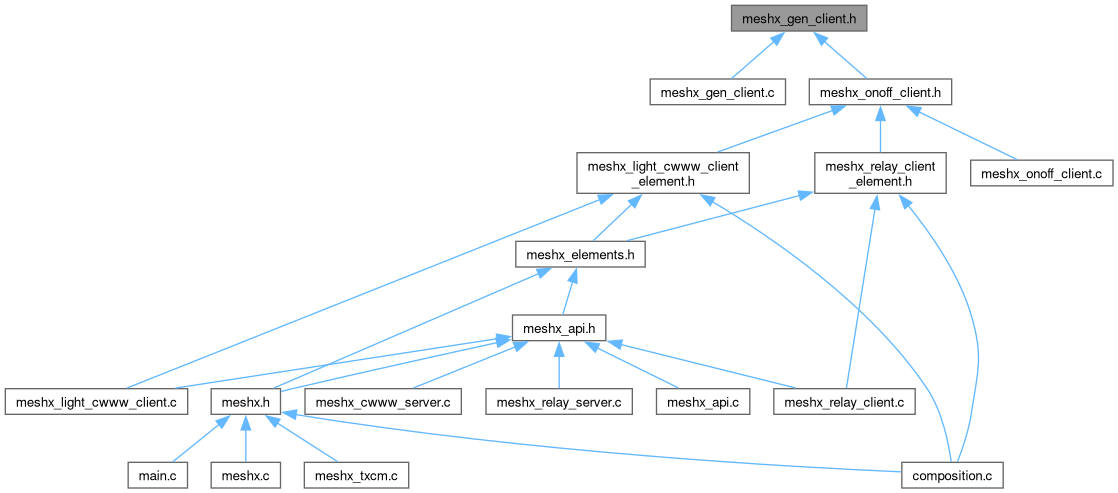 meshx_gen_client.h
meshx_gen_client.c
meshx_onoff_client.h
meshx_light_cwww_client
_element.h
meshx_relay_client
_element.h
meshx_onoff_client.c
meshx_elements.h
meshx_api.h
meshx_light_cwww_client.c
meshx.h
meshx_cwww_server.c
meshx_relay_server.c
meshx_api.c
meshx_relay_client.c
main.c
meshx.c
meshx_txcm.c
composition.c